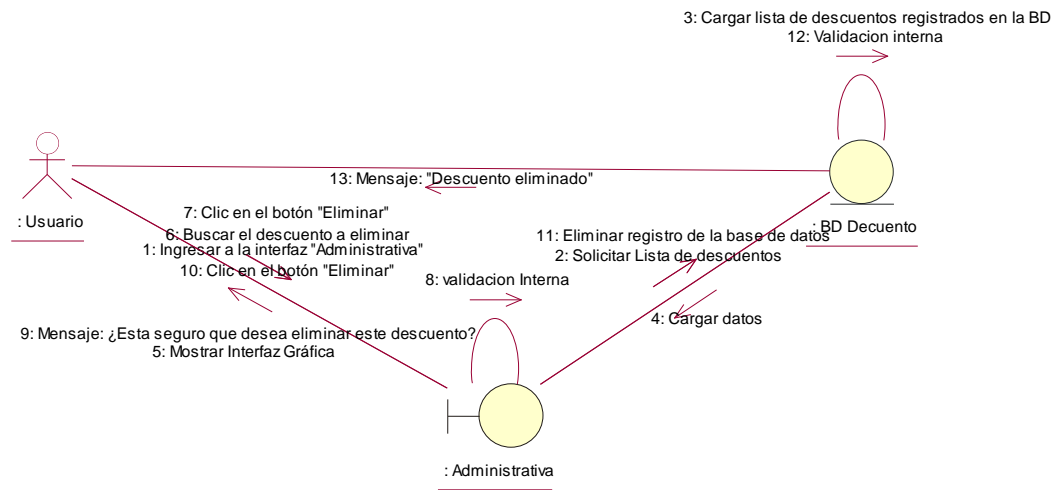 3: Cargar lista de descuentos registrados en la BD
12: Validacion interna
13: Mensaje: "Descuento eliminado"
: Usuario
7: Clic en el botón "Eliminar"
6: Buscar el descuento a eliminar
1: Ingresar a la interfaz "Administrativa"
10: Clic en el botón "Eliminar"
: BD Decuento
11: Eliminar registro de la base de datos
2: Solicitar Lista de descuentos
8: validacion Interna
4: Cargar datos
9: Mensaje: ¿Esta seguro que desea eliminar este descuento?
5: Mostrar Interfaz Gráfica
: Administrativa